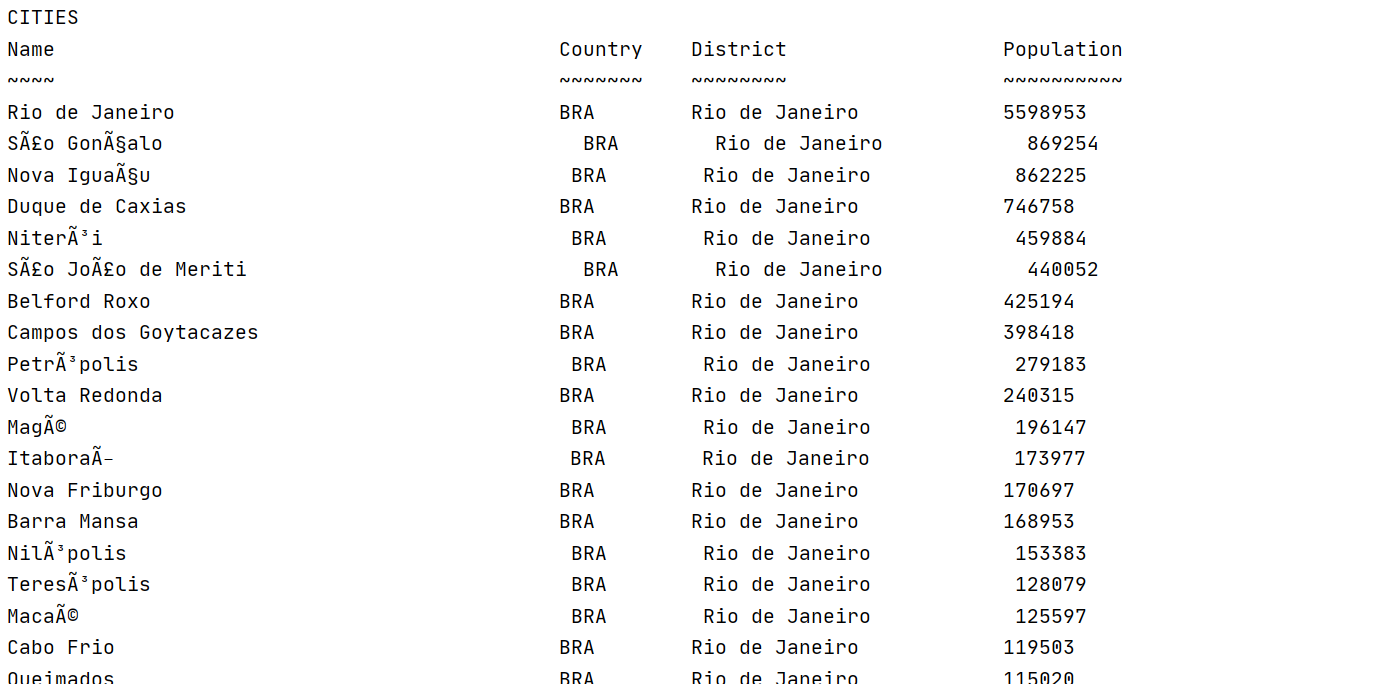 CITIES
Name Country District Population
~~~~ ~~~~~~~ ~~~~~~~~ ~~~~~~~~~~
Rio de Janeiro BRA Rio de Janeiro 5598953
SÃ£o GonÃ§alo BRA Rio de Janeiro 869254
Nova IguaÃ§u BRA Rio de Janeiro 862225
Duque de Caxias BRA Rio de Janeiro 746758
NiterÃ³i BRA Rio de Janeiro 459884
SÃ£o JoÃ£o de Meriti BRA Rio de Janeiro 440052
Belford Roxo BRA Rio de Janeiro 425194
Campos dos Goytacazes BRA Rio de Janeiro 398418
PetrÃ³polis BRA Rio de Janeiro 279183
Volta Redonda BRA Rio de Janeiro 240315
MagÃ© BRA Rio de Janeiro 196147
ItaboraÃ­ BRA Rio de Janeiro 173977
Nova Friburgo BRA Rio de Janeiro 170697
Barra Mansa BRA Rio de Janeiro 168953
NilÃ³polis BRA Rio de Janeiro 153383
TeresÃ³polis BRA Rio de Janeiro 128079
MacaÃ© BRA Rio de Janeiro 125597
Cabo Frio BRA Rio de Janeiro 119503
Queimados BRA Rio de Janeiro 115020